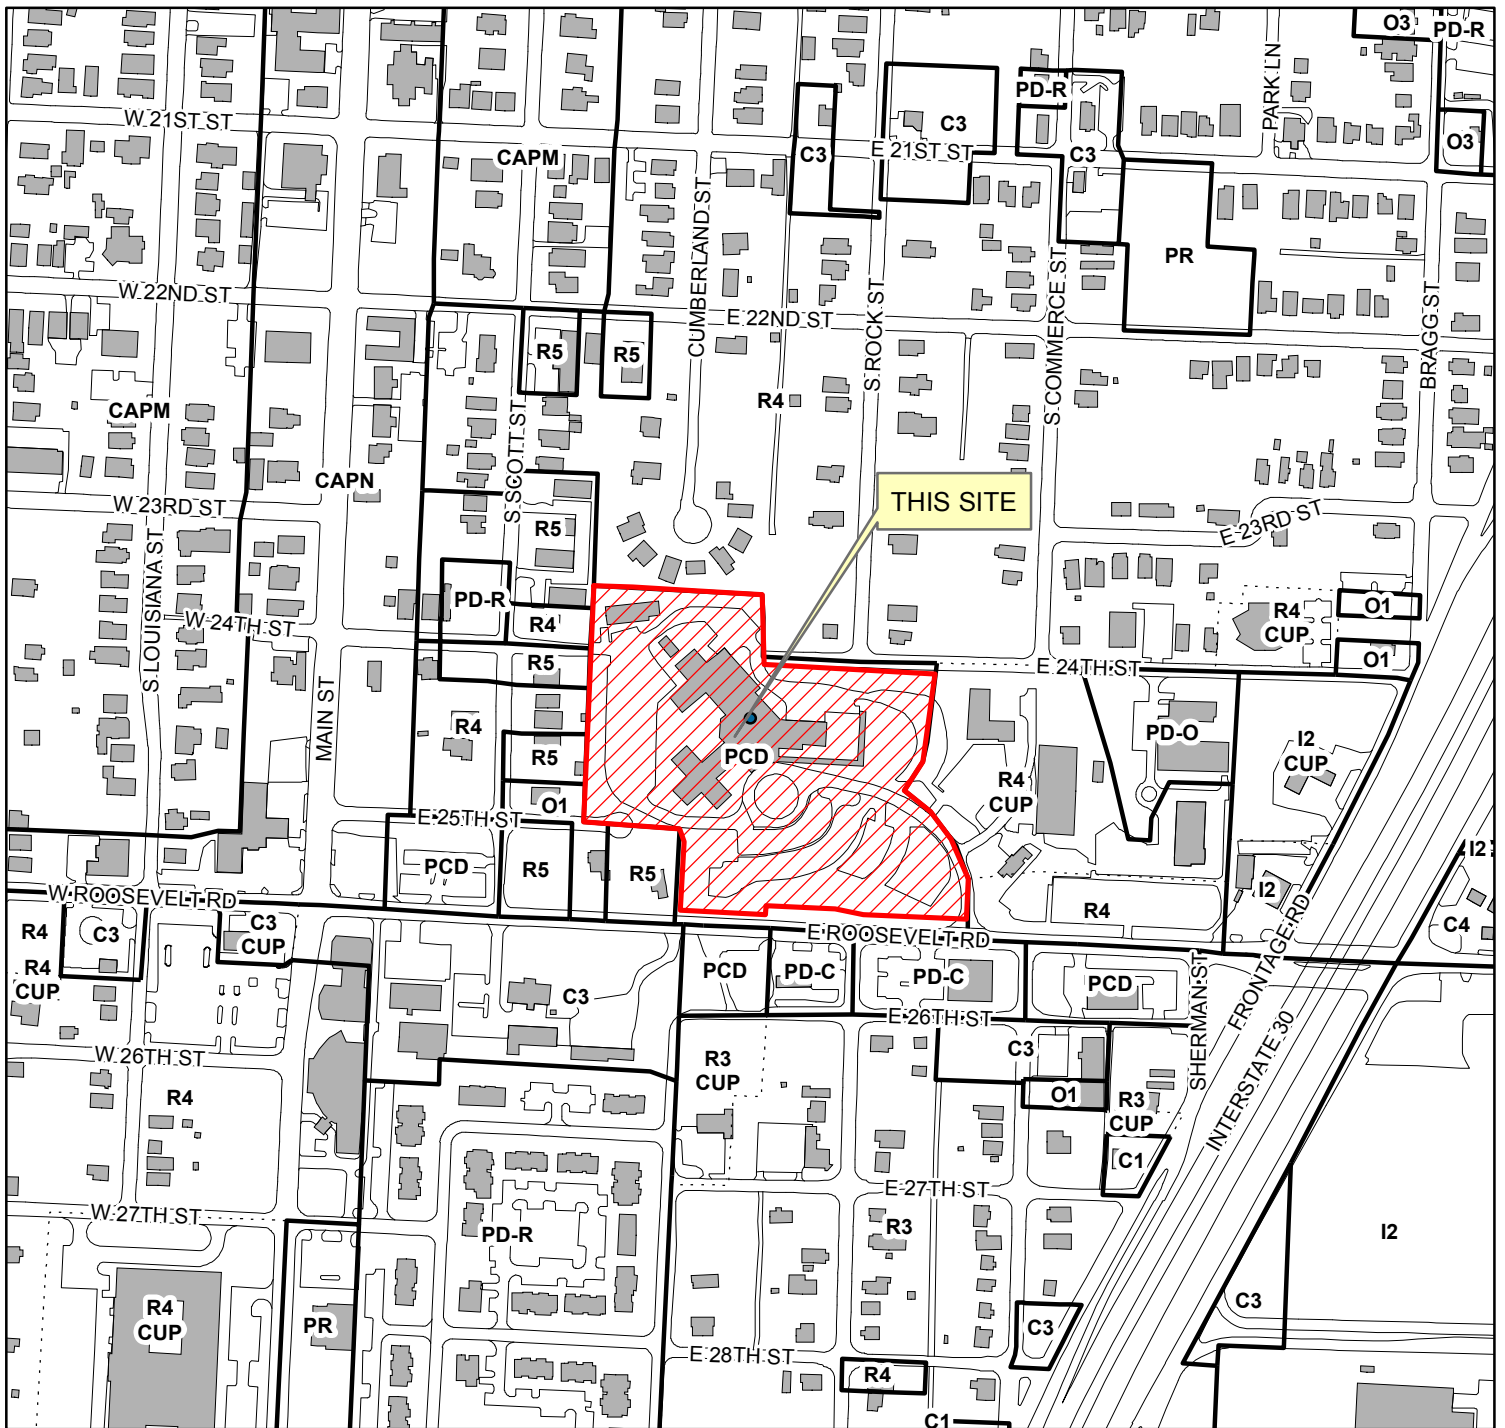 O3
PD-R
PARK LN
PD-R
W 21ST ST
C3
O3
CAPM
C3
E 21ST ST
C3
CUMBERLAND ST
PR
S ROCK ST
S COMMERCE ST
W 22ND ST
E 22ND ST
BRAGG ST
R5
R5
CAPM
R4
S SCOTT ST
CAPN
THIS SITE
W 23RD ST
R5
E 23RD ST
S LOUISIANA ST
PD-R
O1
W 24TH ST
R4
R4
CUP
O1
R5
E 24TH ST
MAIN ST
R4
PD-O
R5
PCD
I2
CUP
R4
CUP
O1
E 25TH ST
I2
PCD
R5
R5
I2
W ROOSEVELT RD
R4
C3
C3
CUP
E ROOSEVELT RD
R4
C4
R4
CUP
PCD
PD-C
PD-C
PCD
SHERMAN ST
FRONTAGE RD
C3
E 26TH ST
INTERSTATE 30
W 26TH ST
R3
CUP
C3
R4
O1
R3
CUP
C1
W 27TH ST
E 27TH ST
PD-R
R3
I2
R4
CUP
PR
C3
C3
E 28TH ST
R4
C1